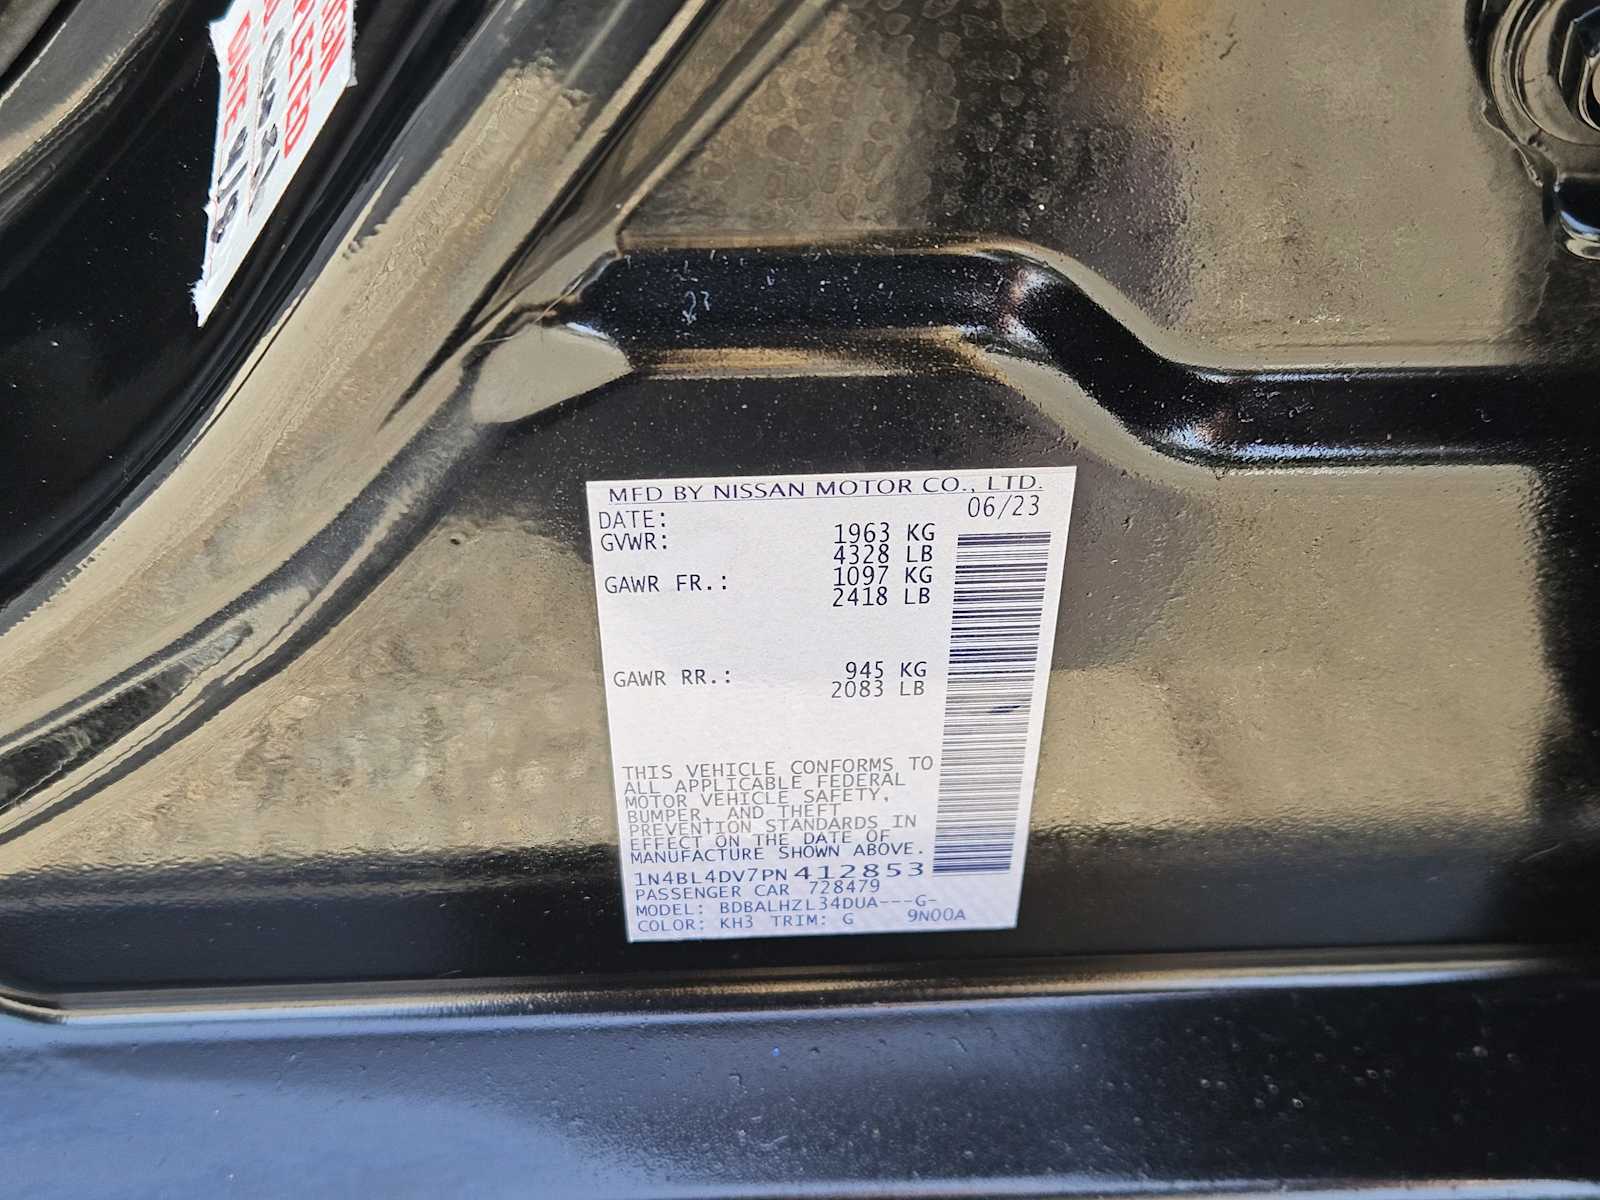 DATE
MFD BY NISSAN MOTOR CO., LTD.
DATE: 06/23
GVWR: 1963 KG
4328 LB
GAWR FR.: 1097 KG
2418 LB
GAWR RR.: 945 KG
2083 LB
THIS VEHICLE CONFORMS TO
ALL APPLICABLE FEDERAL
MOTOR VEHICLE SAFETY,
BUMPER, AND THEFT
PREVENTION STANDARDS IN
EFFECT ON THE DATE OF
MANUFACTURE SHOWN ABOVE.
1N4BL4DV7PN412853
PASSENGER CAR 728479
MODEL: BDBALHZL34DUA---G-
COLOR: KH3 TRIM: G 9N00A